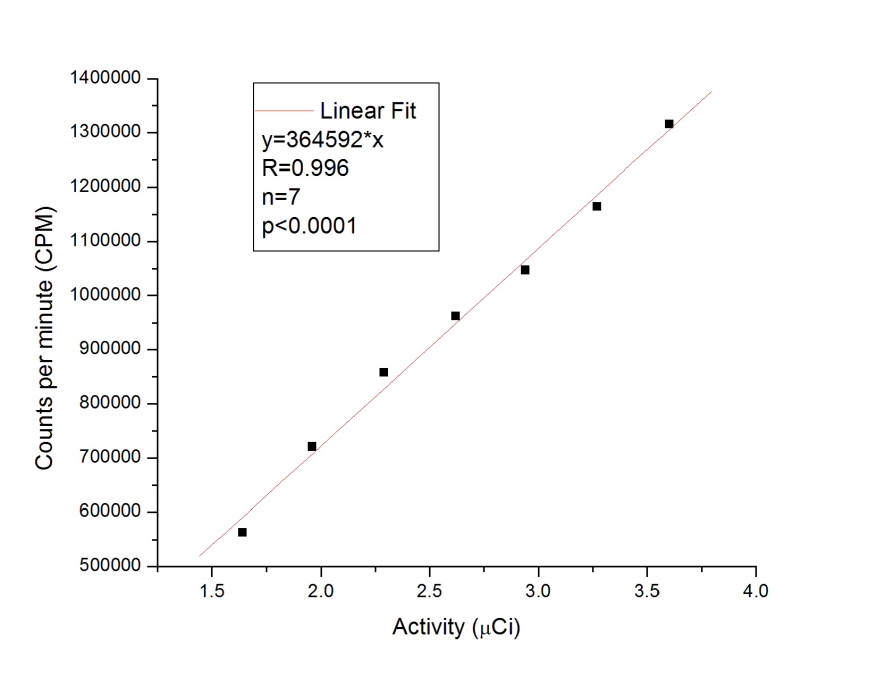 1400000
1300000
1200000
1100000
1000000
900000
800000
700000
600000
500000
Counts per minute (CPM)
Linear Fit
y=364592*x
R=0.996
n=7
p<0.0001
1.5 2.0 2.5 3.0 3.5 4.0
Activity (μCi)